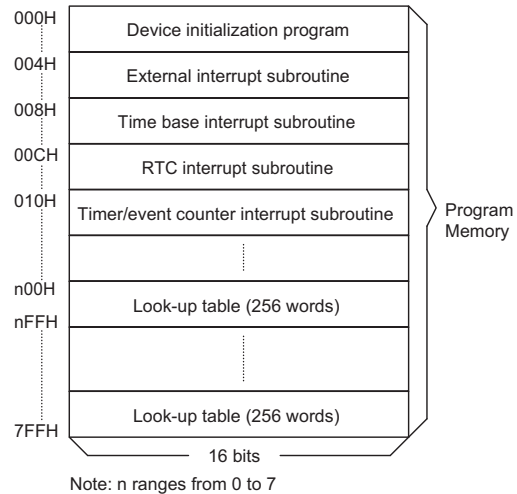 000H
Device initialization program
004H
External interrupt subroutine
008H
Time base interrupt subroutine
00CH
RTC interrupt subroutine
010H
Timer/event counter interrupt subroutine
Program
Memory
n00H
Look-up table (256 words)
nFFH
Look-up table (256 words)
7FFH
16 bits
Note: n ranges from 0 to 7